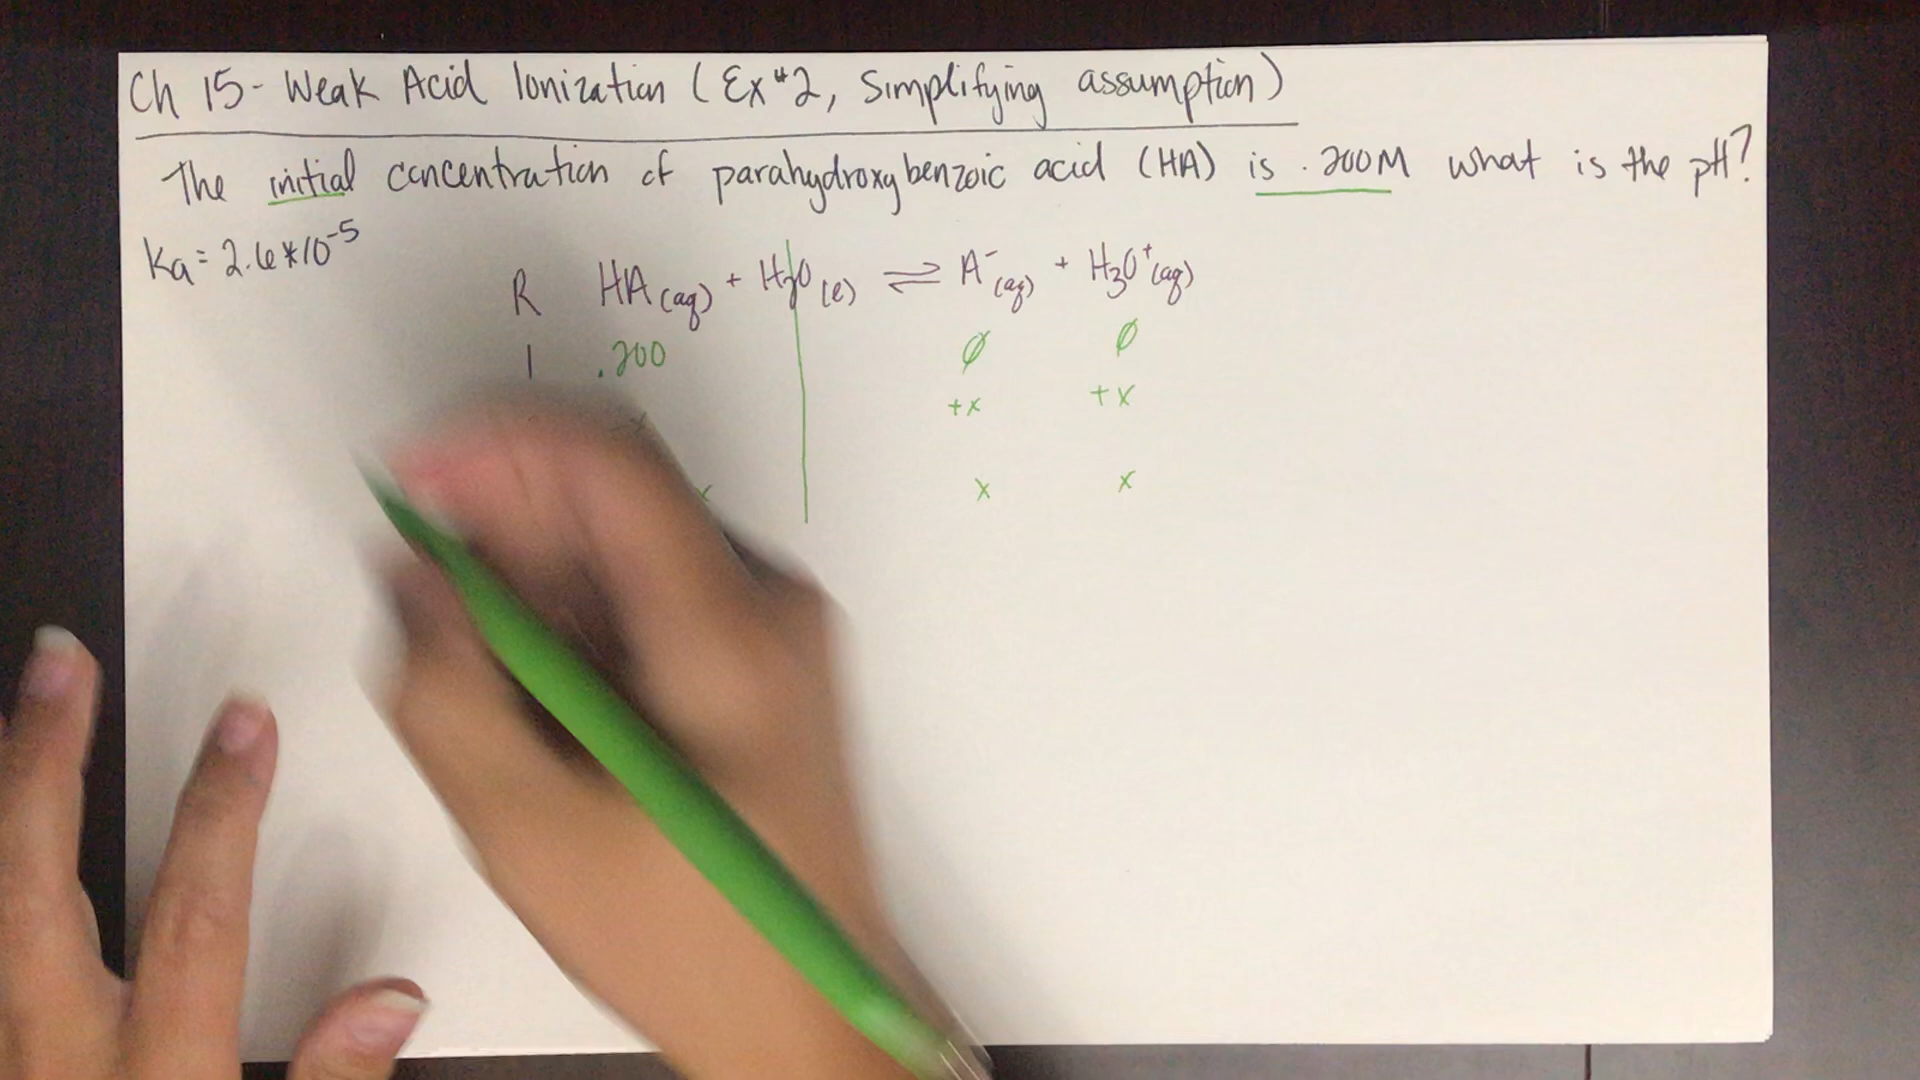 Ch 15- Weak Acid Ionization (Ex #2, Simplifying assumption)
The initial concentration of parahydroxybenzoic acid (HA) is .200M what is the pH?
Ka = 2.6*10⁻⁵
R HA (aq) + H₂O (l) ⇌ A⁻ (aq) + H₃O⁺ (aq)
I .200 ∅ ∅
+x +x
x x